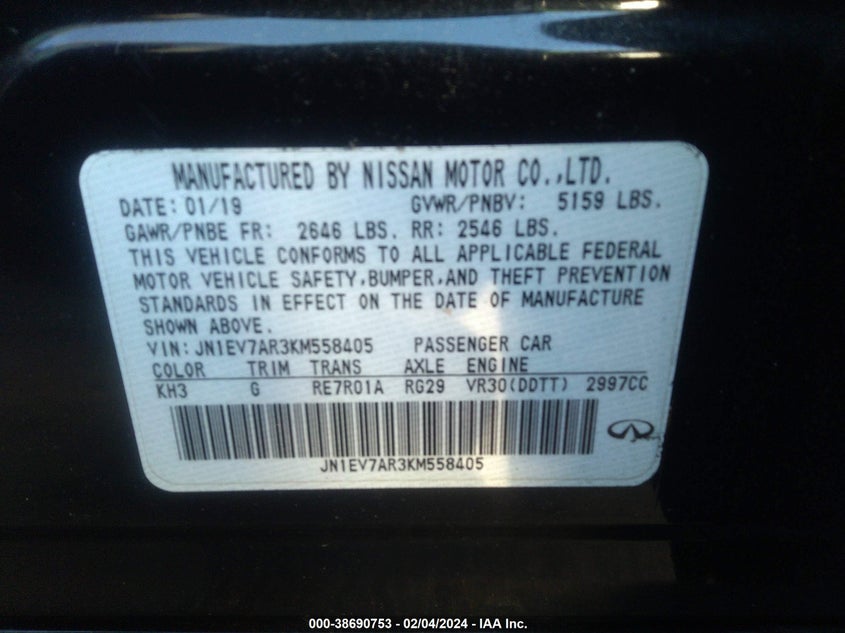 MANUFACTURED BY NISSAN MOTOR CO.,LTD.
DATE: 01/19 GVWR/PNBV: 5159 LBS.
GAWR/PNBE FR: 2646 LBS. RR: 2546 LBS.
THIS VEHICLE CONFORMS TO ALL APPLICABLE FEDERAL
MOTOR VEHICLE SAFETY,BUMPER,AND THEFT PREVENTION
STANDARDS IN EFFECT ON THE DATE OF MANUFACTURE
SHOWN ABOVE.
VIN: JN1EV7AR3KM558405 PASSENGER CAR
COLOR TRIM TRANS AXLE ENGINE
KH3 G RE7R01A RG29 VR30(DDTT) 2997CC
JN1EV7AR3KM558405
000-38690753 - 02/04/2024 - IAA Inc.